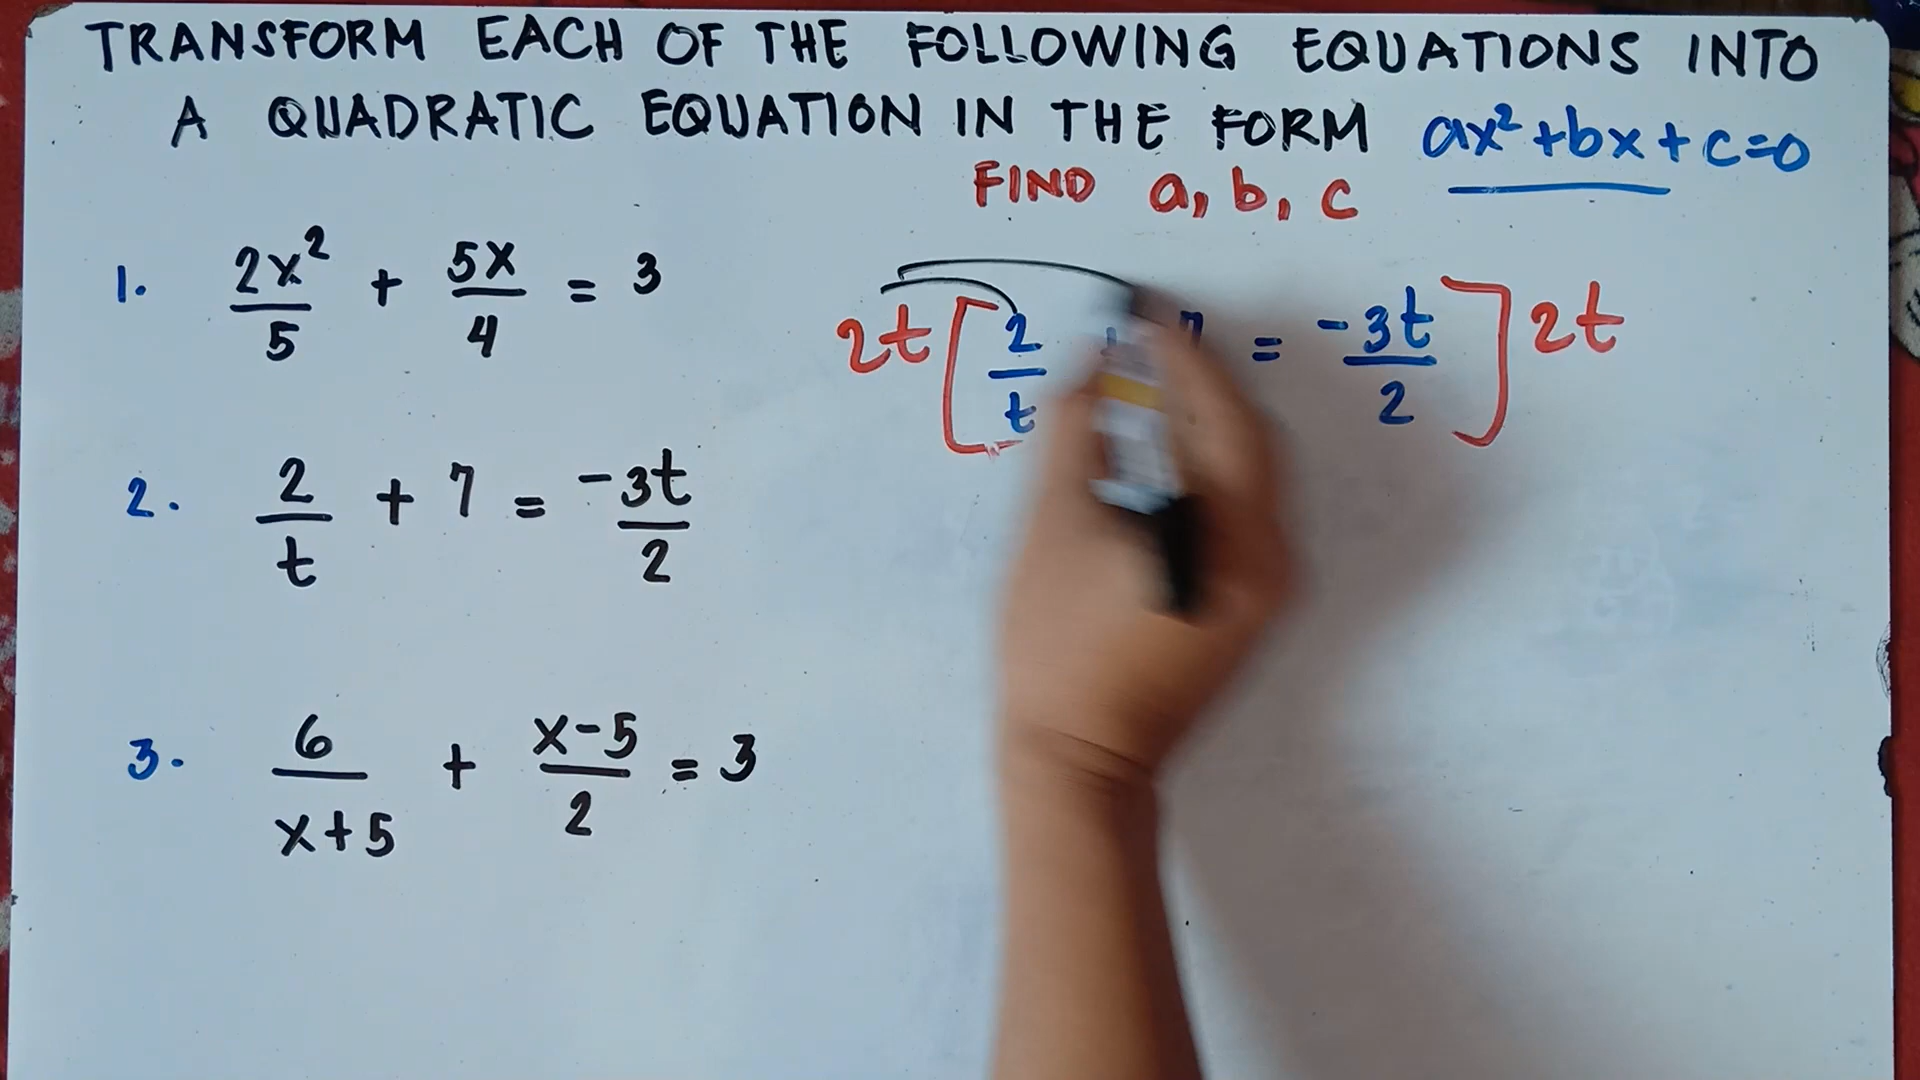 TRANSFORM EACH OF THE FOLLOWING EQUATIONS INTO
A QUADRATIC EQUATION IN THE FORM ax²+bx+c=0
FIND a, b, c
1. 2x²/5 + 5x/4 = 3
2t[2/t + 7 = -3t/2]2t
2. 2/t + 7 = -3t/2
3. 6/x+5 + x-5/2 = 3